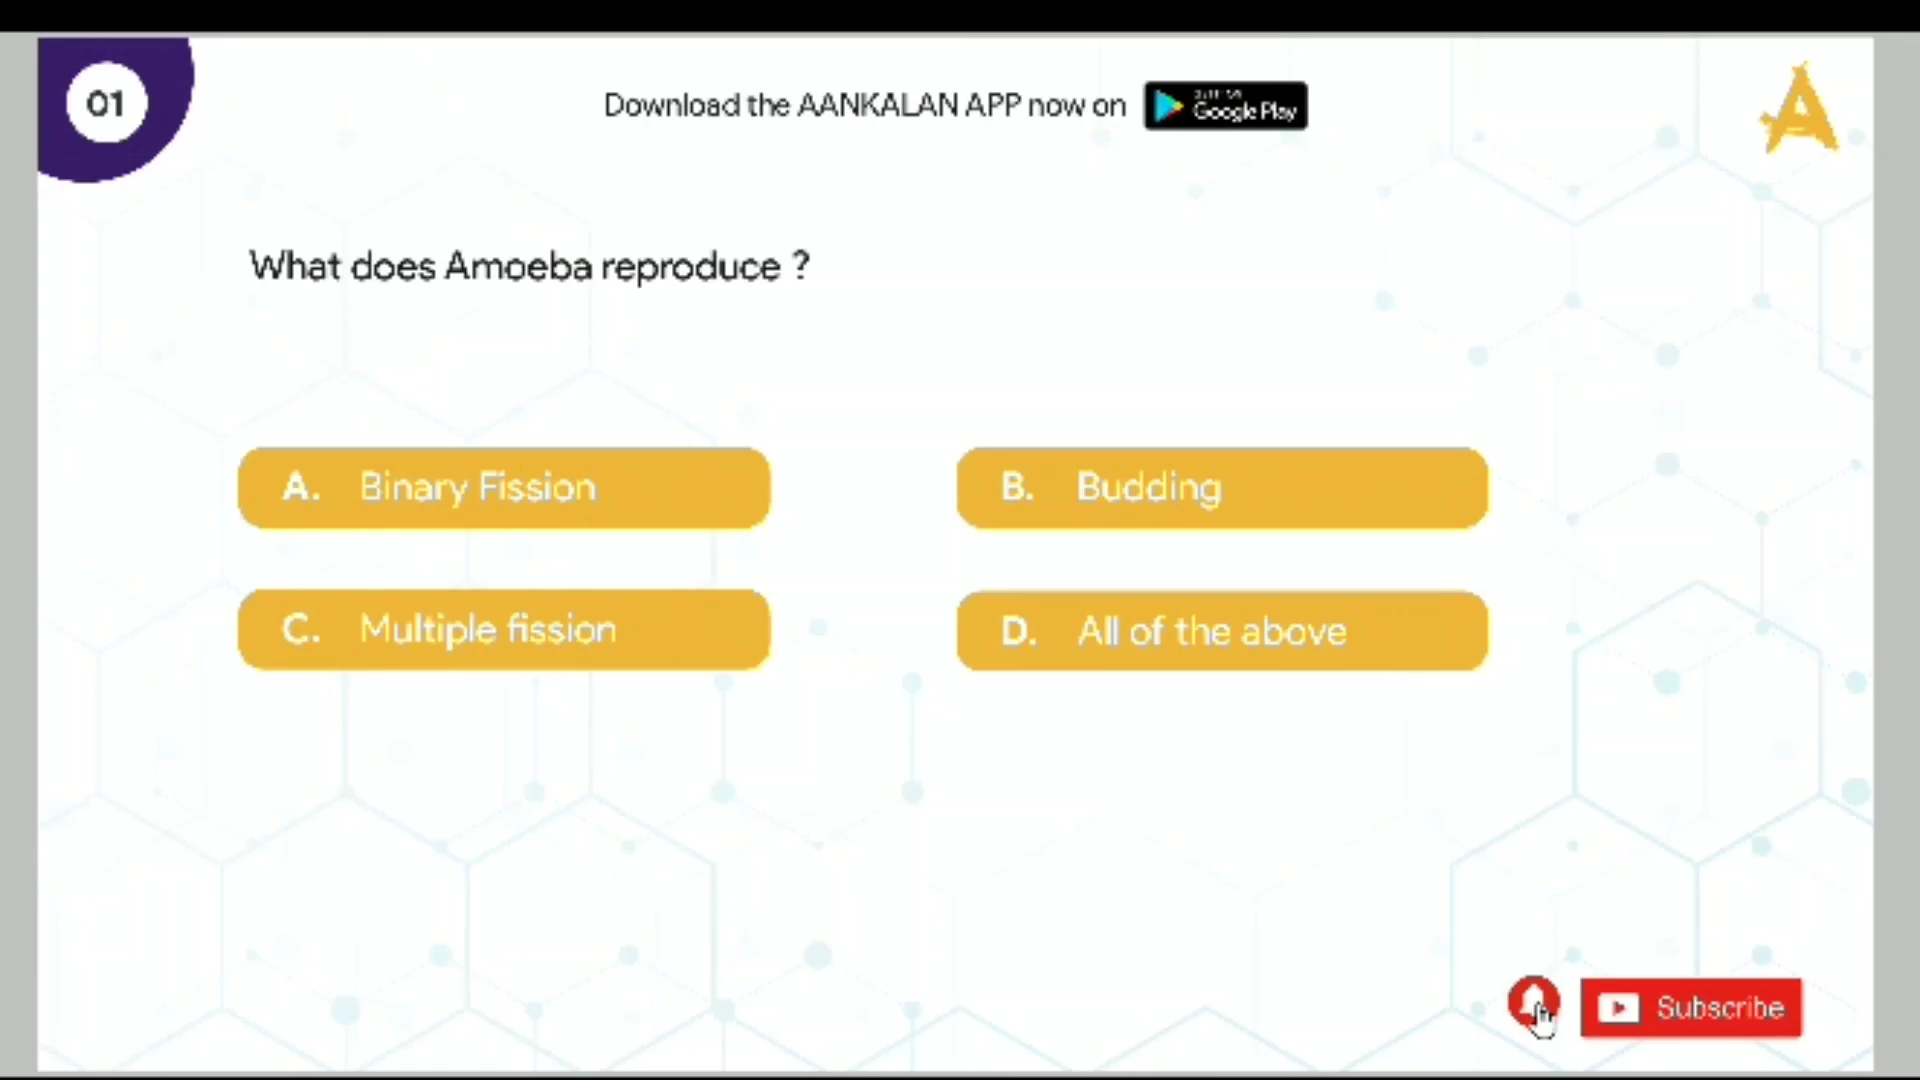 01
Download the AANKALAN APP now on
Google Play
What does Amoeba reproduce ?
A. Binary Fission
B. Budding
C. Multiple fission
D. All of the above
Subscribe